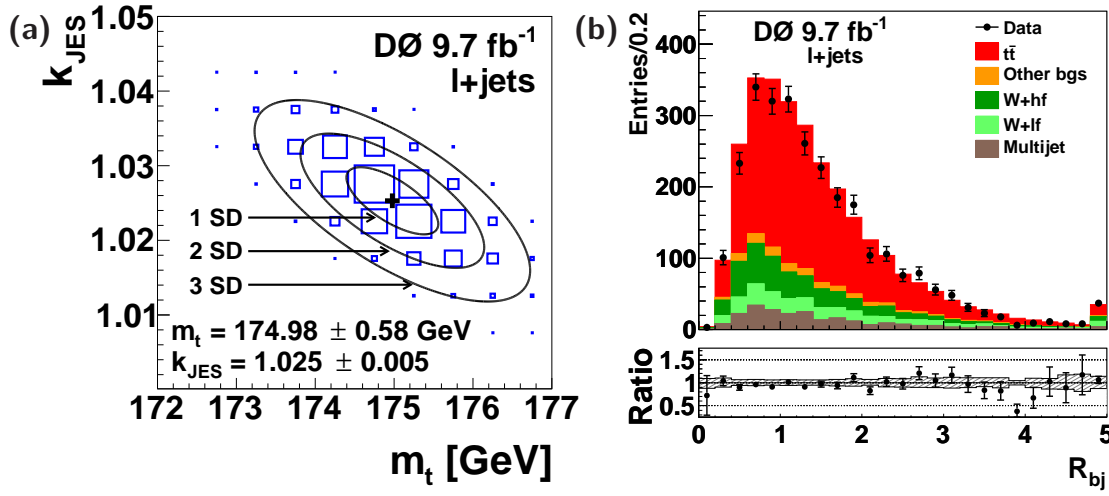 (a)
k_JES
1.05
1.04
1.03
1.02
1.01
DØ 9.7 fb⁻¹
l+jets
1 SD
2 SD
3 SD
m_t = 174.98 ± 0.58 GeV
k_JES = 1.025 ± 0.005
172 173 174 175 176 177
m_t [GeV]
(b)
Entries/0.2
400
300
200
100
0
DØ 9.7 fb⁻¹
l+jets
Data
tt̄
Other bgs
W+hf
W+lf
Multijet
Ratio
1.5
1
0.5
0 1 2 3 4 5
R_bj